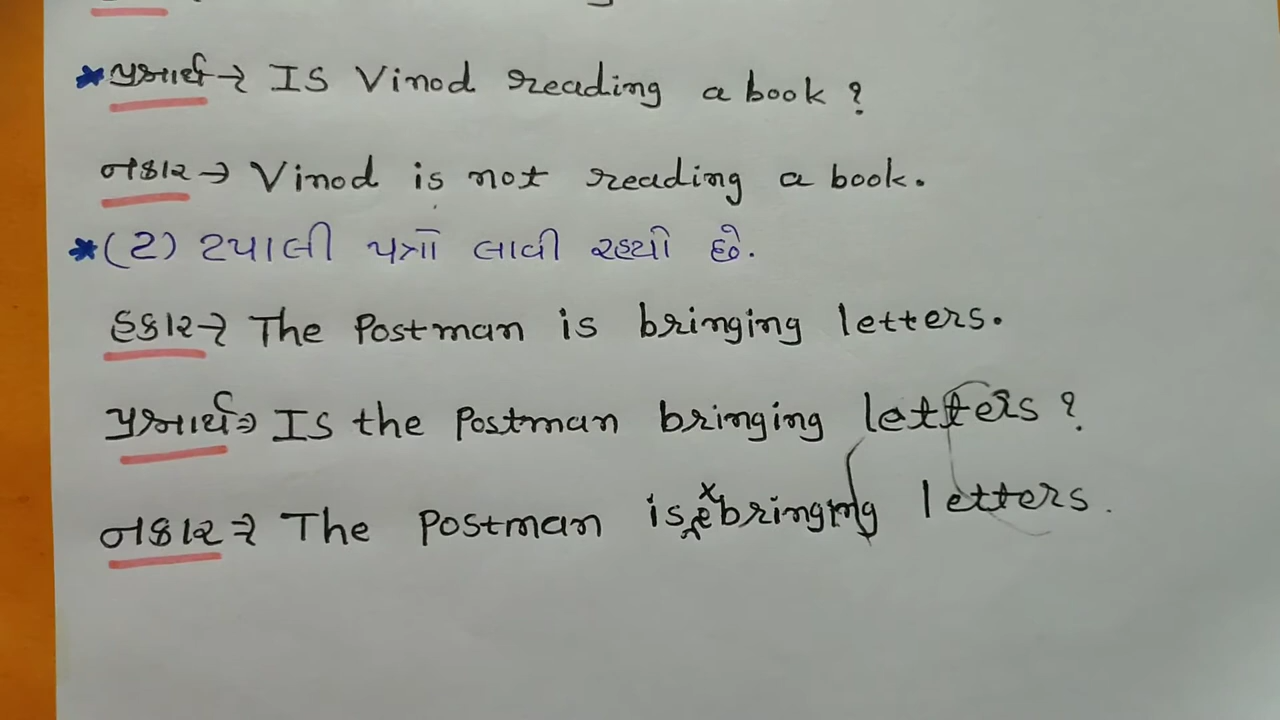 * પ્રશ્નાર્થ → IS Vinod reading a book ?
નકાર → Vinod is not reading a book.
* (2) ટપાલી પત્રો લાવી રહ્યો છે.
હકાર → The Postman is bringing letters.
પ્રશ્નાર્થ → Is the Postman bringing letters ?
નકાર → The Postman is bringing letters.